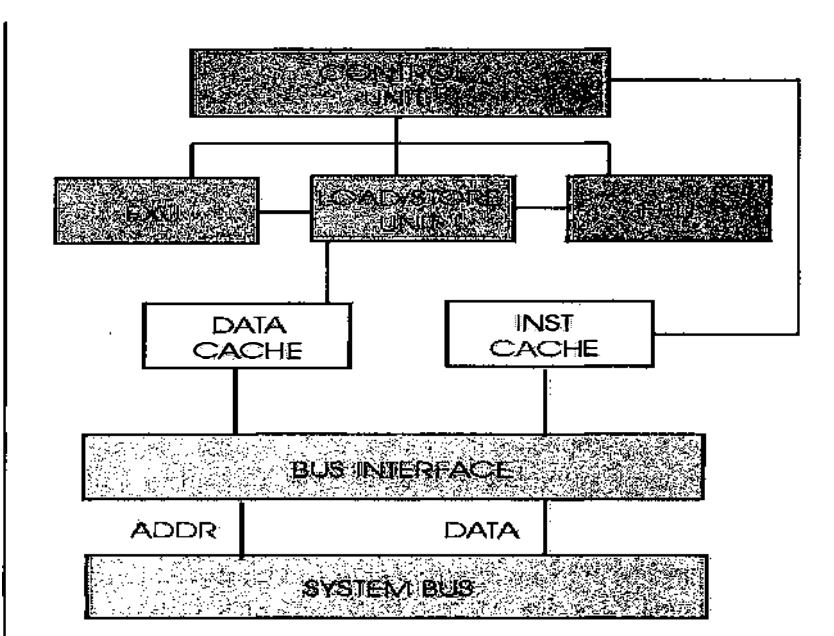 CONTROL
UNIT
LOAD/STORE
UNIT
DATA
CACHE
INST
CACHE
BUS INTERFACE
ADDR
DATA
SYSTEM BUS